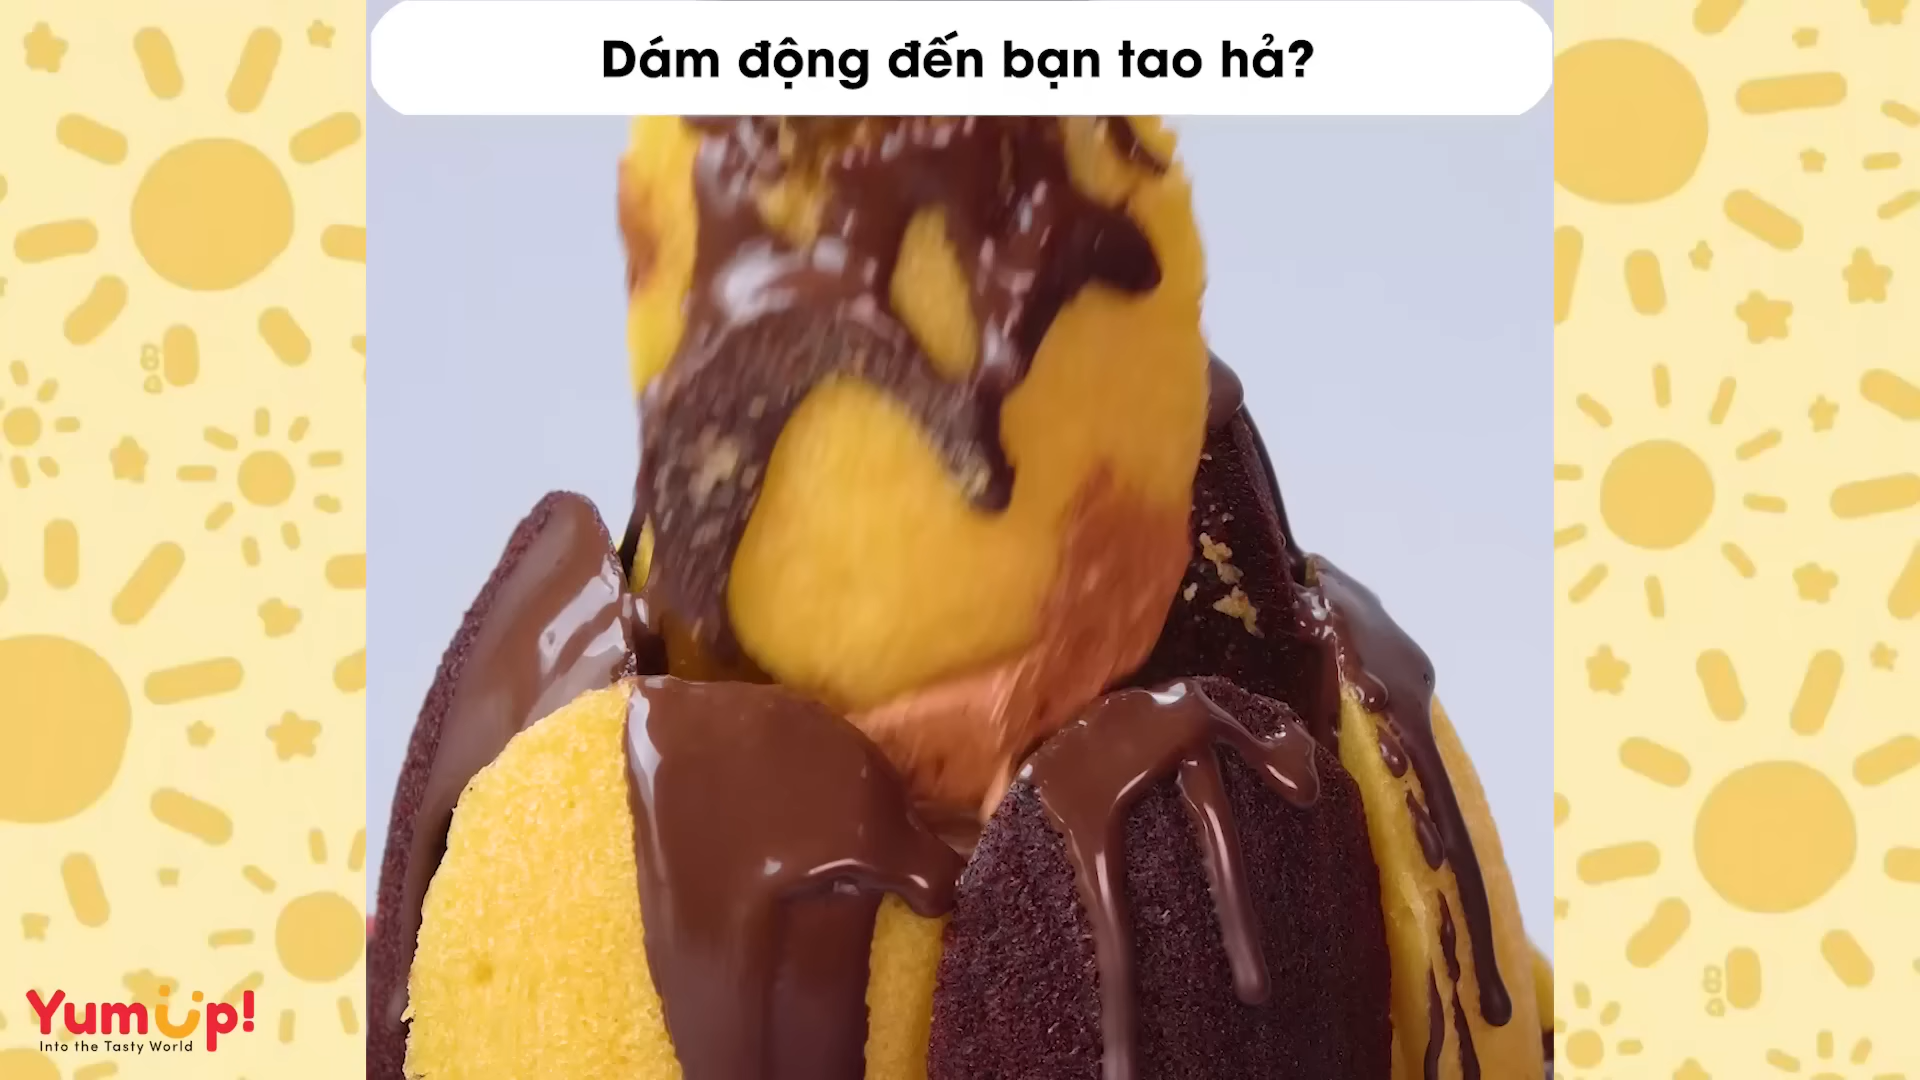 Dám động đến bạn tao hả?
YumUp!
Into the Tasty World